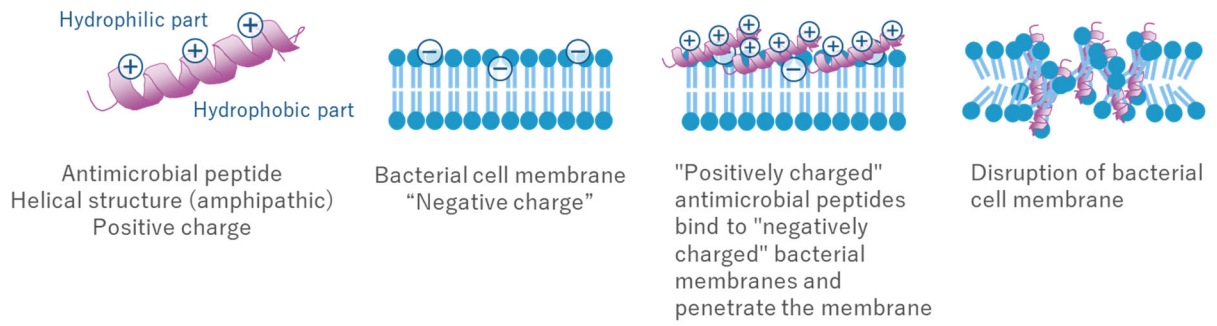 Hydrophilic part
Hydrophobic part
Antimicrobial peptide
Helical structure (amphipathic)
Positive charge
Bacterial cell membrane
“Negative charge”
"Positively charged"
antimicrobial peptides
bind to "negatively
charged" bacterial
membranes and
penetrate the membrane
Disruption of bacterial
cell membrane